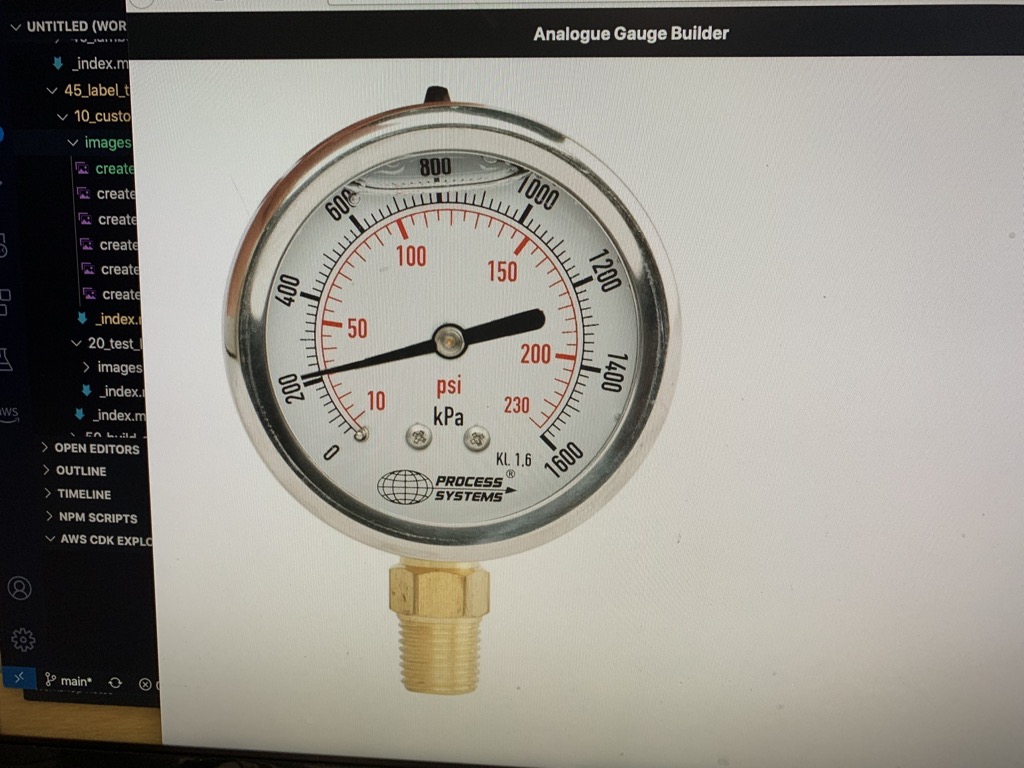 UNTITLED (WOR
Analogue Gauge Builder
_index.m
45_label_t
10_custo
images
create
create
create
create
create
create
_index.
20_test_
images
_index.
_index.m
OPEN EDITORS
OUTLINE
TIMELINE
NPM SCRIPTS
AWS CDK EXPLO
main*
aws
800
600
1000
400
1200
200
1400
0
1600
100
150
50
200
10
230
psi
kPa
KL. 1,6
PROCESS ®
SYSTEMS